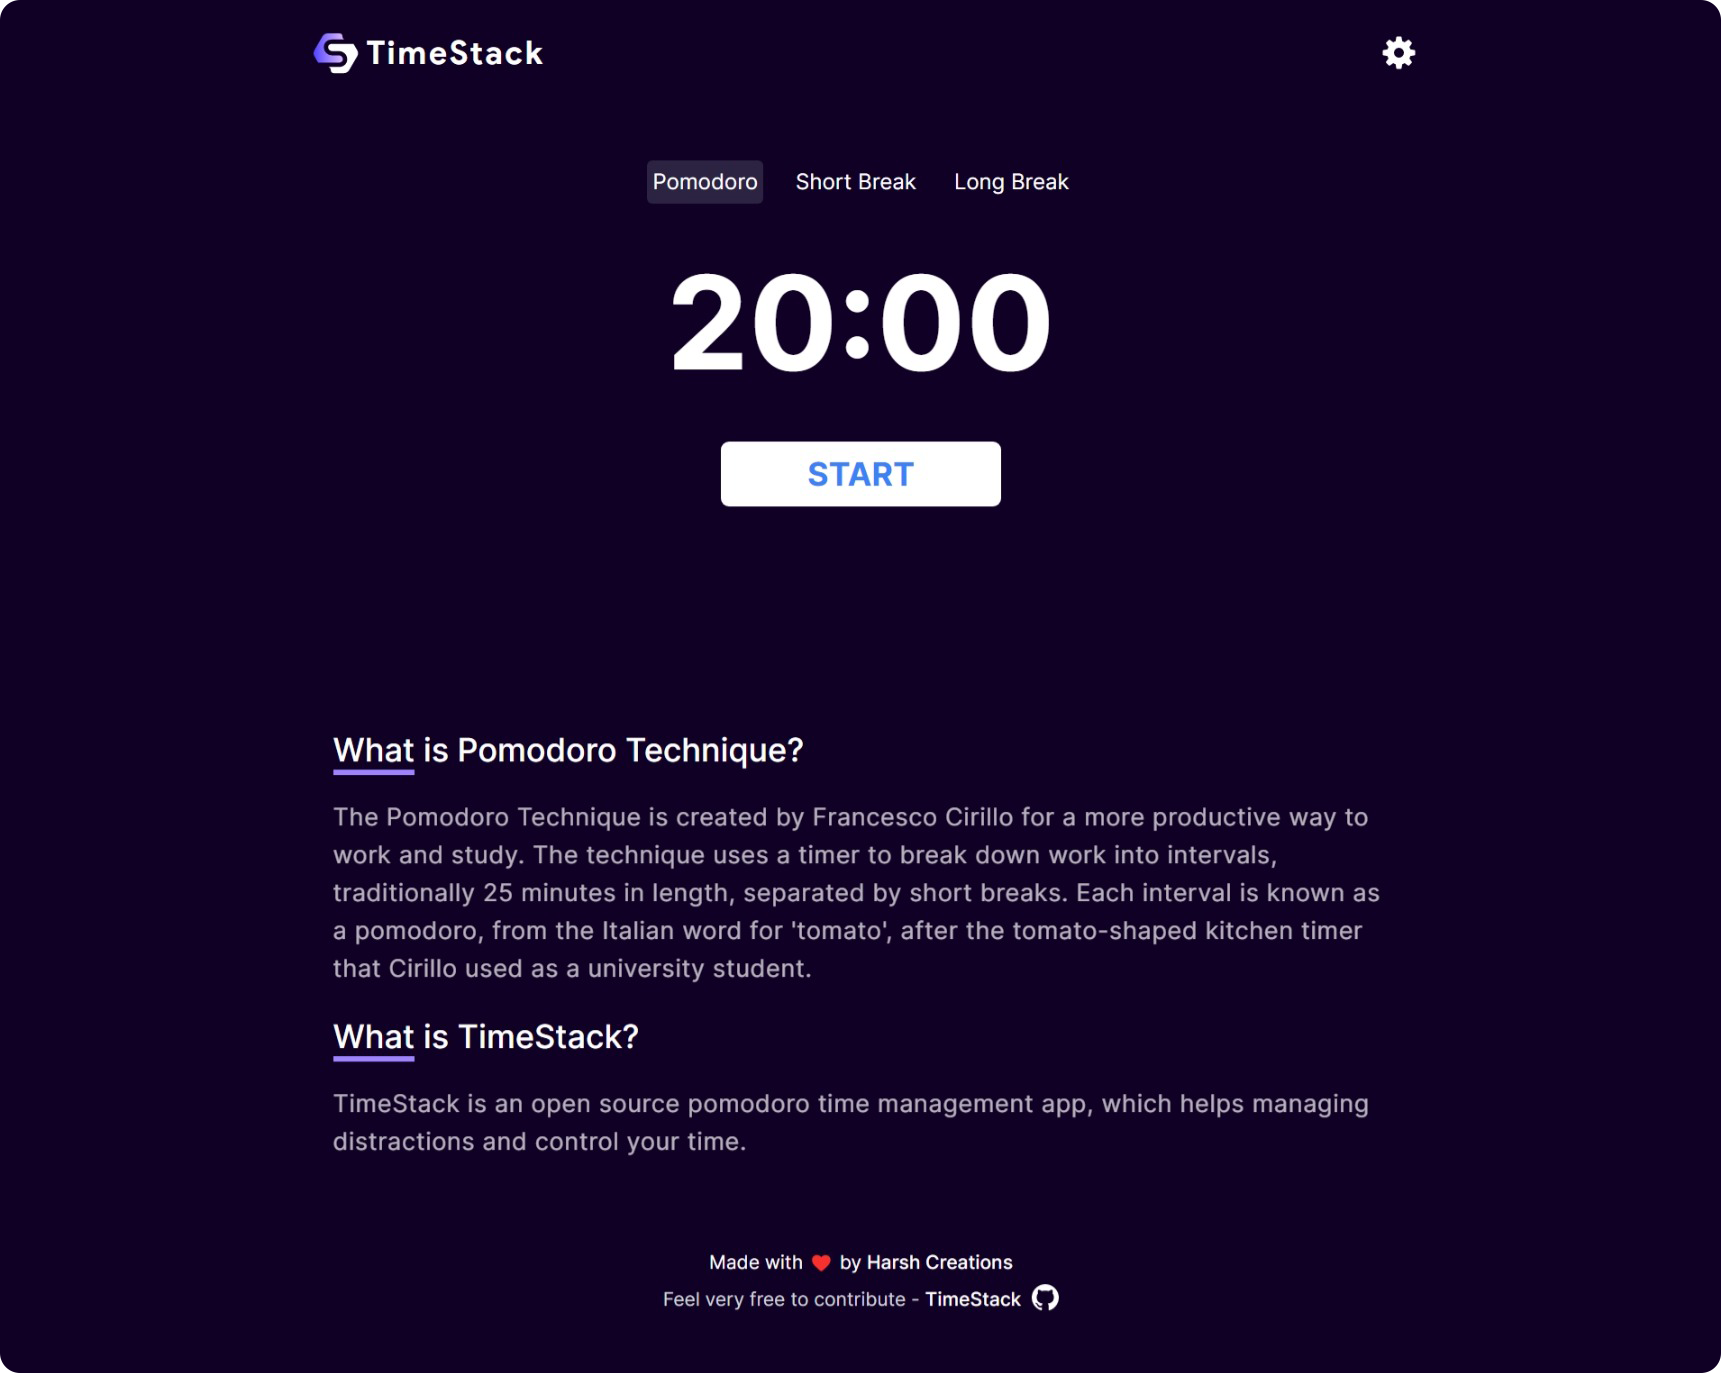 TimeStack
Pomodoro Short Break Long Break
20:00
START
What is Pomodoro Technique?
The Pomodoro Technique is created by Francesco Cirillo for a more productive way to
work and study. The technique uses a timer to break down work into intervals,
traditionally 25 minutes in length, separated by short breaks. Each interval is known as
a pomodoro, from the Italian word for 'tomato', after the tomato-shaped kitchen timer
that Cirillo used as a university student.
What is TimeStack?
TimeStack is an open source pomodoro time management app, which helps managing
distractions and control your time.
Made with ❤ by Harsh Creations
Feel very free to contribute - TimeStack